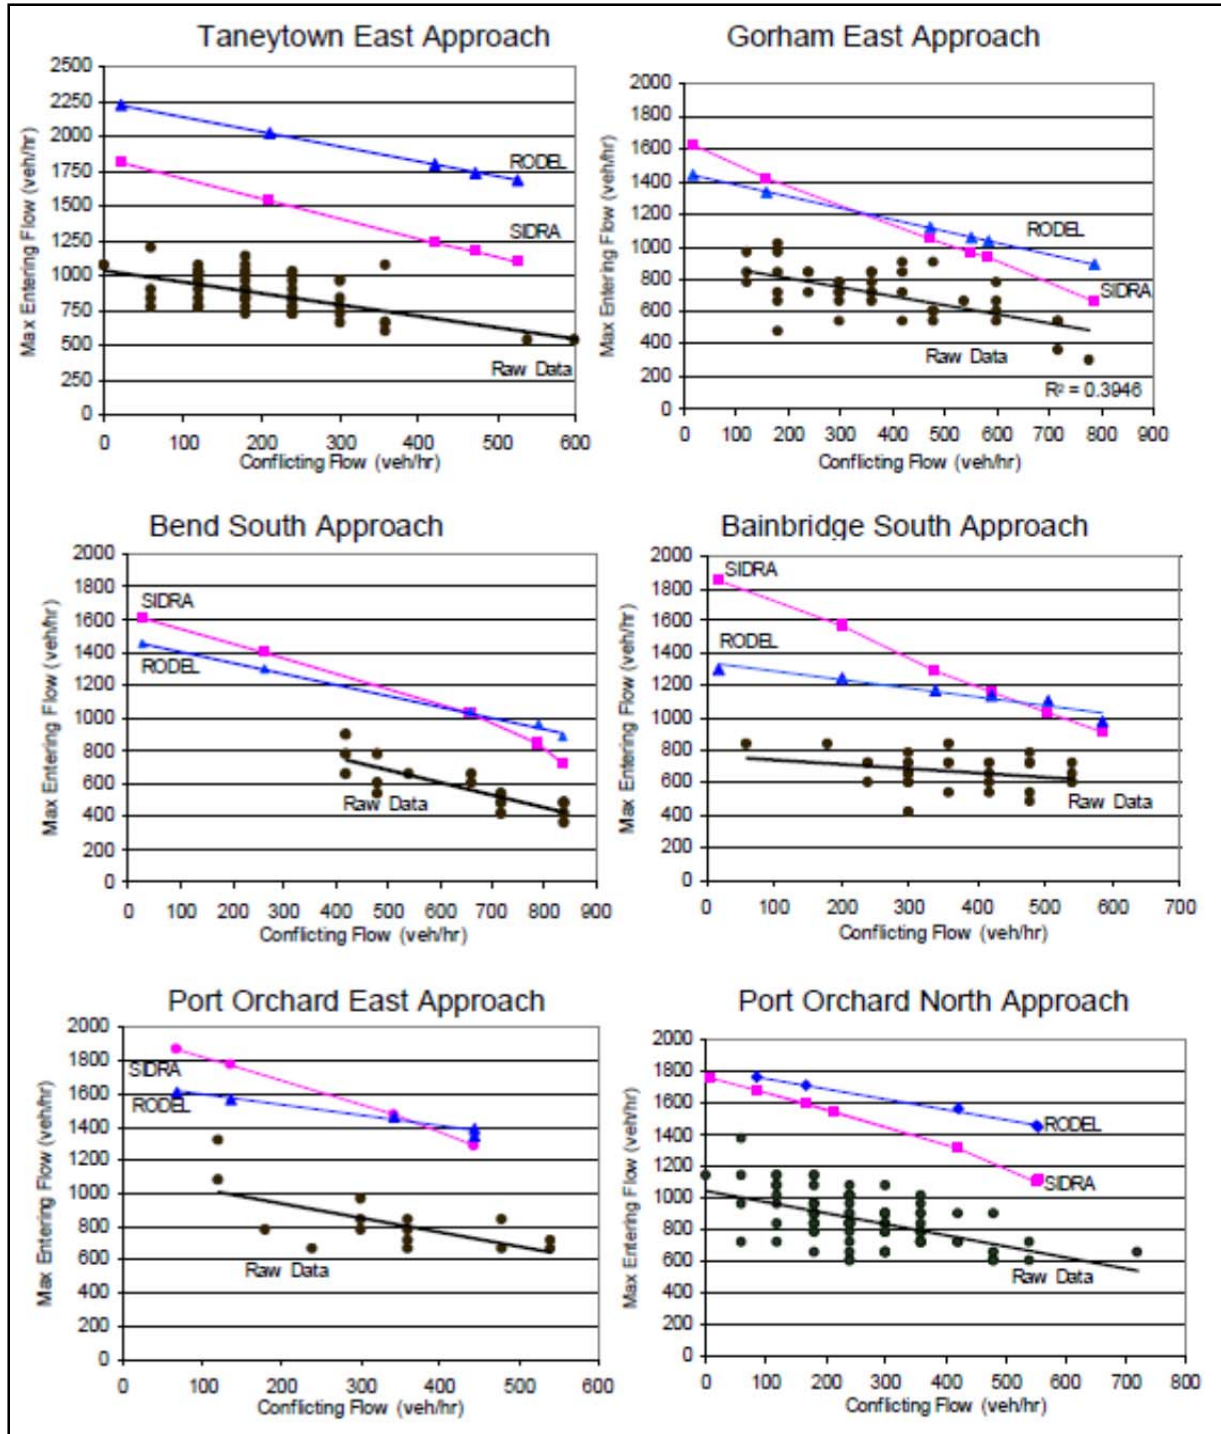 Taneytown East Approach
Max Entering Flow (veh/hr)
2500
2250
2000
1750
1500
1250
1000
750
500
250
0
RODEL
SIDRA
Raw Data
0 100 200 300 400 500 600
Conflicting Flow (veh/hr)
Gorham East Approach
Max Entering Flow (veh/hr)
2000
1800
1600
1400
1200
1000
800
600
400
200
0
RODEL
SIDRA
Raw Data
R² = 0.3946
0 100 200 300 400 500 600 700 800 900
Conflicting Flow (veh/hr)
Bend South Approach
Max Entering Flow (veh/hr)
2000
1800
1600
1400
1200
1000
800
600
400
200
0
SIDRA
RODEL
Raw Data
0 100 200 300 400 500 600 700 800 900
Conflicting Flow (veh/hr)
Bainbridge South Approach
Max Entering Flow (veh/hr)
2000
1800
1600
1400
1200
1000
800
600
400
200
0
SIDRA
RODEL
Raw Data
0 100 200 300 400 500 600 700
Conflicting Flow (veh/hr)
Port Orchard East Approach
Max Entering Flow (veh/hr)
2000
1800
1600
1400
1200
1000
800
600
400
200
0
SIDRA
RODEL
Raw Data
0 100 200 300 400 500 600
Conflicting Flow (veh/hr)
Port Orchard North Approach
Max Entering Flow (veh/hr)
2000
1800
1600
1400
1200
1000
800
600
400
200
0
RODEL
SIDRA
Raw Data
0 100 200 300 400 500 600 700 800
Conflicting Flow (veh/hr)